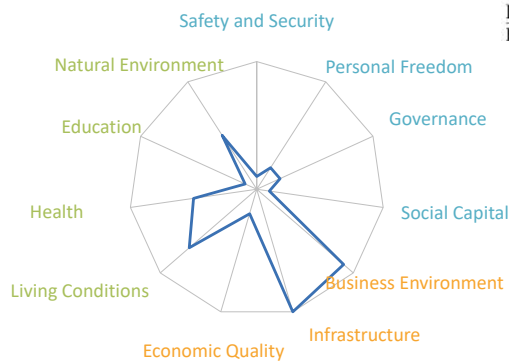 Safety and Security
Natural Environment
Personal Freedom
Education
Governance
Health
Social Capital
Living Conditions
Business Environment
Economic Quality
Infrastructure